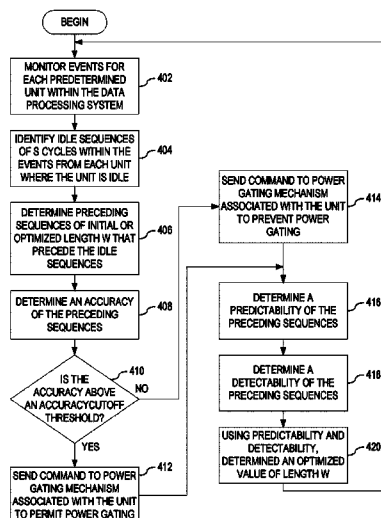 BEGIN
MONITOR EVENTS FOR
EACH PREDETERMINED
UNIT WITHIN THE DATA
PROCESSING SYSTEM
402
IDENTIFY IDLE SEQUENCES
OF S CYCLES WITHIN THE
EVENTS FROM EACH UNIT
WHERE THE UNIT IS IDLE
404
DETERMINE PRECEDING
SEQUENCES OF INITIAL OR
OPTIMIZED LENGTH W THAT
PRECEDE THE IDLE
SEQUENCES
406
DETERMINE AN ACCURACY
OF THE PRECEDING
SEQUENCES
408
410
IS THE
ACCURACY ABOVE
AN ACCURACYCUTOFF
THRESHOLD?
NO
YES
SEND COMMAND TO POWER
GATING MECHANISM
ASSOCIATED WITH THE UNIT
TO PERMIT POWER GATING
412
SEND COMMAND TO POWER
GATING MECHANISM
ASSOCIATED WITH THE UNIT
TO PREVENT POWER
GATING
414
DETERMINE A
PREDICTABILITY OF THE
PRECEDING SEQUENCES
416
DETERMINE A
DETECTABILITY OF THE
PRECEDING SEQUENCES
418
USING PREDICTABILITY AND
DETECTABILITY,
DETERMINED AN OPTIMIZED
VALUE OF LENGTH W
420